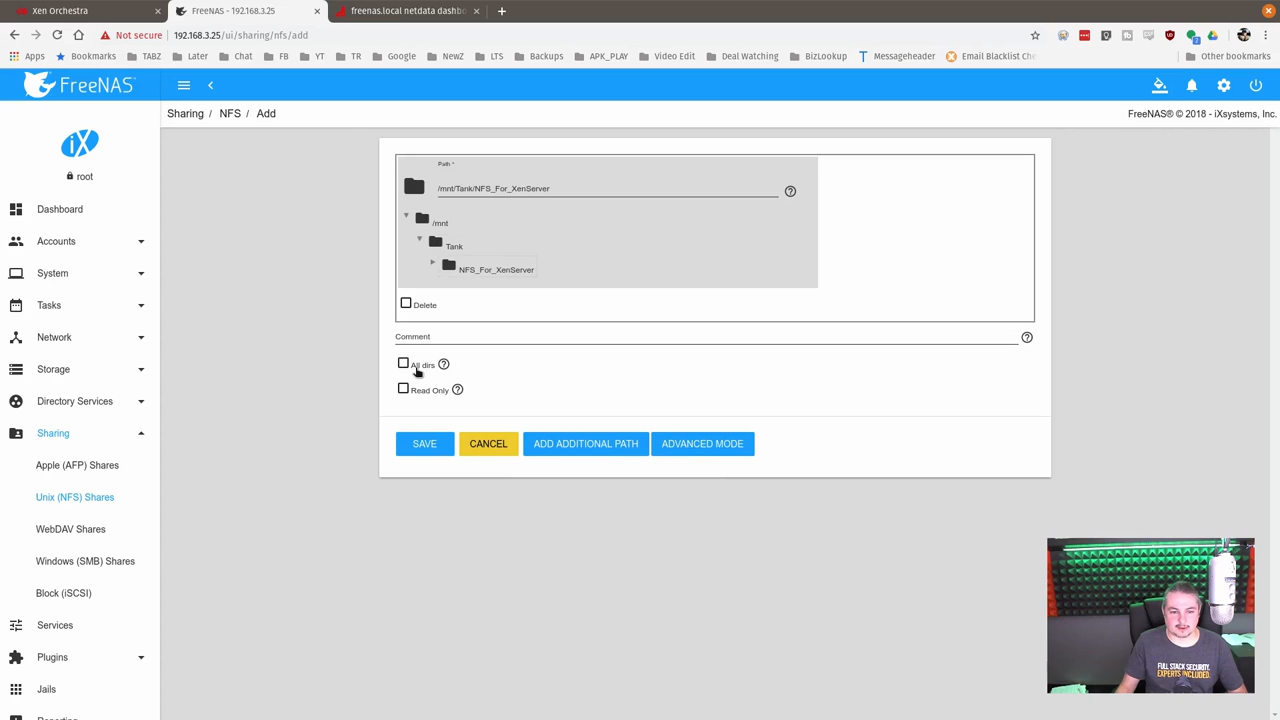 Xen Orchestra
FreeNAS - 192.168.3.25
freenas.local netdata dashbo
Not secure
192.168.3.25/ui/sharing/nfs/add
Apps
Bookmarks
TABZ
Later
Chat
FB
YT
TR
Google
NewZ
LTS
Backups
APK_PLAY
Video Edit
Deal Watching
BizLookup
Messageheader
Email Blacklist Che
Other bookmarks
FreeNAS
Sharing / NFS / Add
FreeNAS® © 2018 - iXsystems, Inc.
iX
root
Dashboard
Accounts
System
Tasks
Network
Storage
Directory Services
Sharing
Apple (AFP) Shares
Unix (NFS) Shares
WebDAV Shares
Windows (SMB) Shares
Block (iSCSI)
Services
Plugins
Jails
Reporting
Path *
/mnt/Tank/NFS_For_XenServer
/mnt
Tank
NFS_For_XenServer
Delete
Comment
All dirs
Read Only
SAVE
CANCEL
ADD ADDITIONAL PATH
ADVANCED MODE
FULL STACK SECURITY.
EXPERTS INCLUDED.